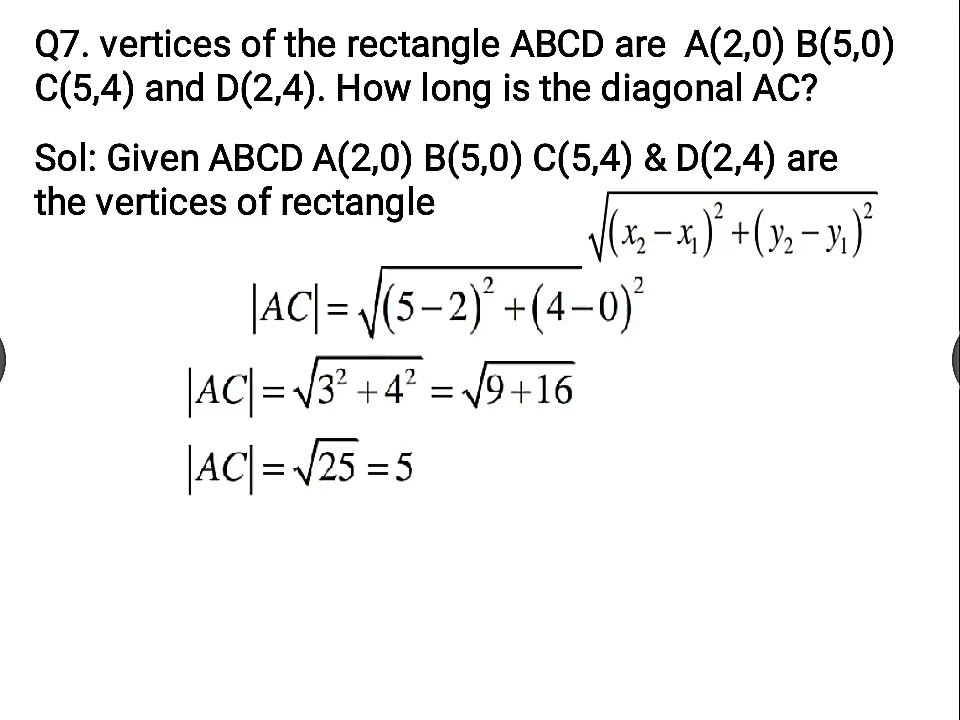 Q7. vertices of the rectangle ABCD are A(2,0) B(5,0)
C(5,4) and D(2,4). How long is the diagonal AC?
Sol: Given ABCD A(2,0) B(5,0) C(5,4) & D(2,4) are
the vertices of rectangle
√(x₂ − x₁)² + (y₂ − y₁)²
|AC| = √(5 − 2)² + (4 − 0)²
|AC| = √3² + 4² = √9 + 16
|AC| = √25 = 5